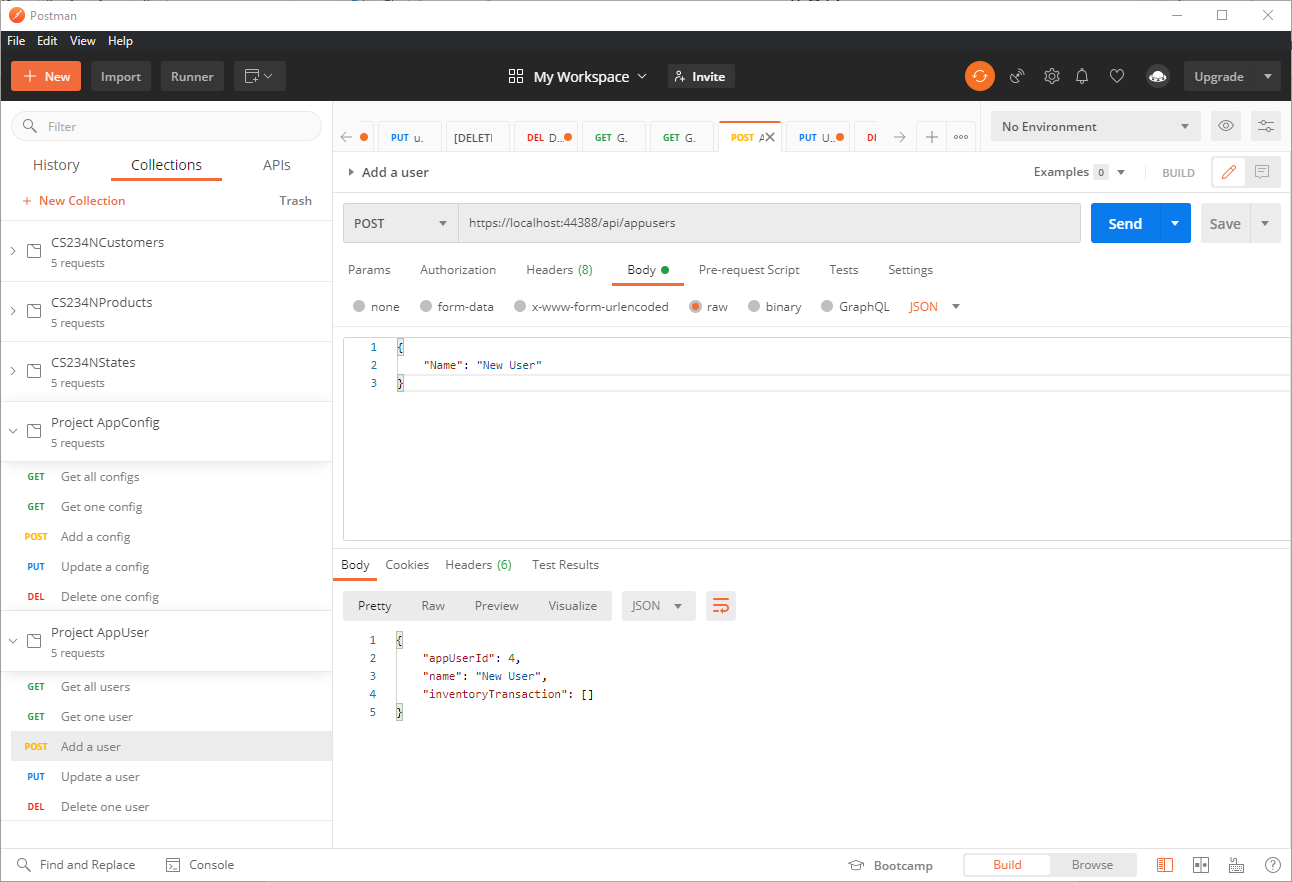 Postman
File Edit View Help
New Import Runner My Workspace Invite Upgrade
Filter
History Collections APIs
New Collection Trash
CS234NCustomers
5 requests
CS234NProducts
5 requests
CS234NStates
5 requests
Project AppConfig
5 requests
GET Get all configs
GET Get one config
POST Add a config
PUT Update a config
DEL Delete one config
Project AppUser
5 requests
GET Get all users
GET Get one user
POST Add a user
PUT Update a user
DEL Delete one user
PUT u. [DELETI DEL D... GET G. GET G. POST A PUT U.. DI No Environment
Add a user Examples 0 BUILD
POST https://localhost:44388/api/appusers Send Save
Params Authorization Headers (8) Body Pre-request Script Tests Settings
none form-data x-www-form-urlencoded raw binary GraphQL JSON
1 {
2 "Name": "New User"
3 }
Body Cookies Headers (6) Test Results
Pretty Raw Preview Visualize JSON
1 {
2 "appUserId": 4,
3 "name": "New User",
4 "inventoryTransaction": []
5 }
Find and Replace Console Bootcamp Build Browse